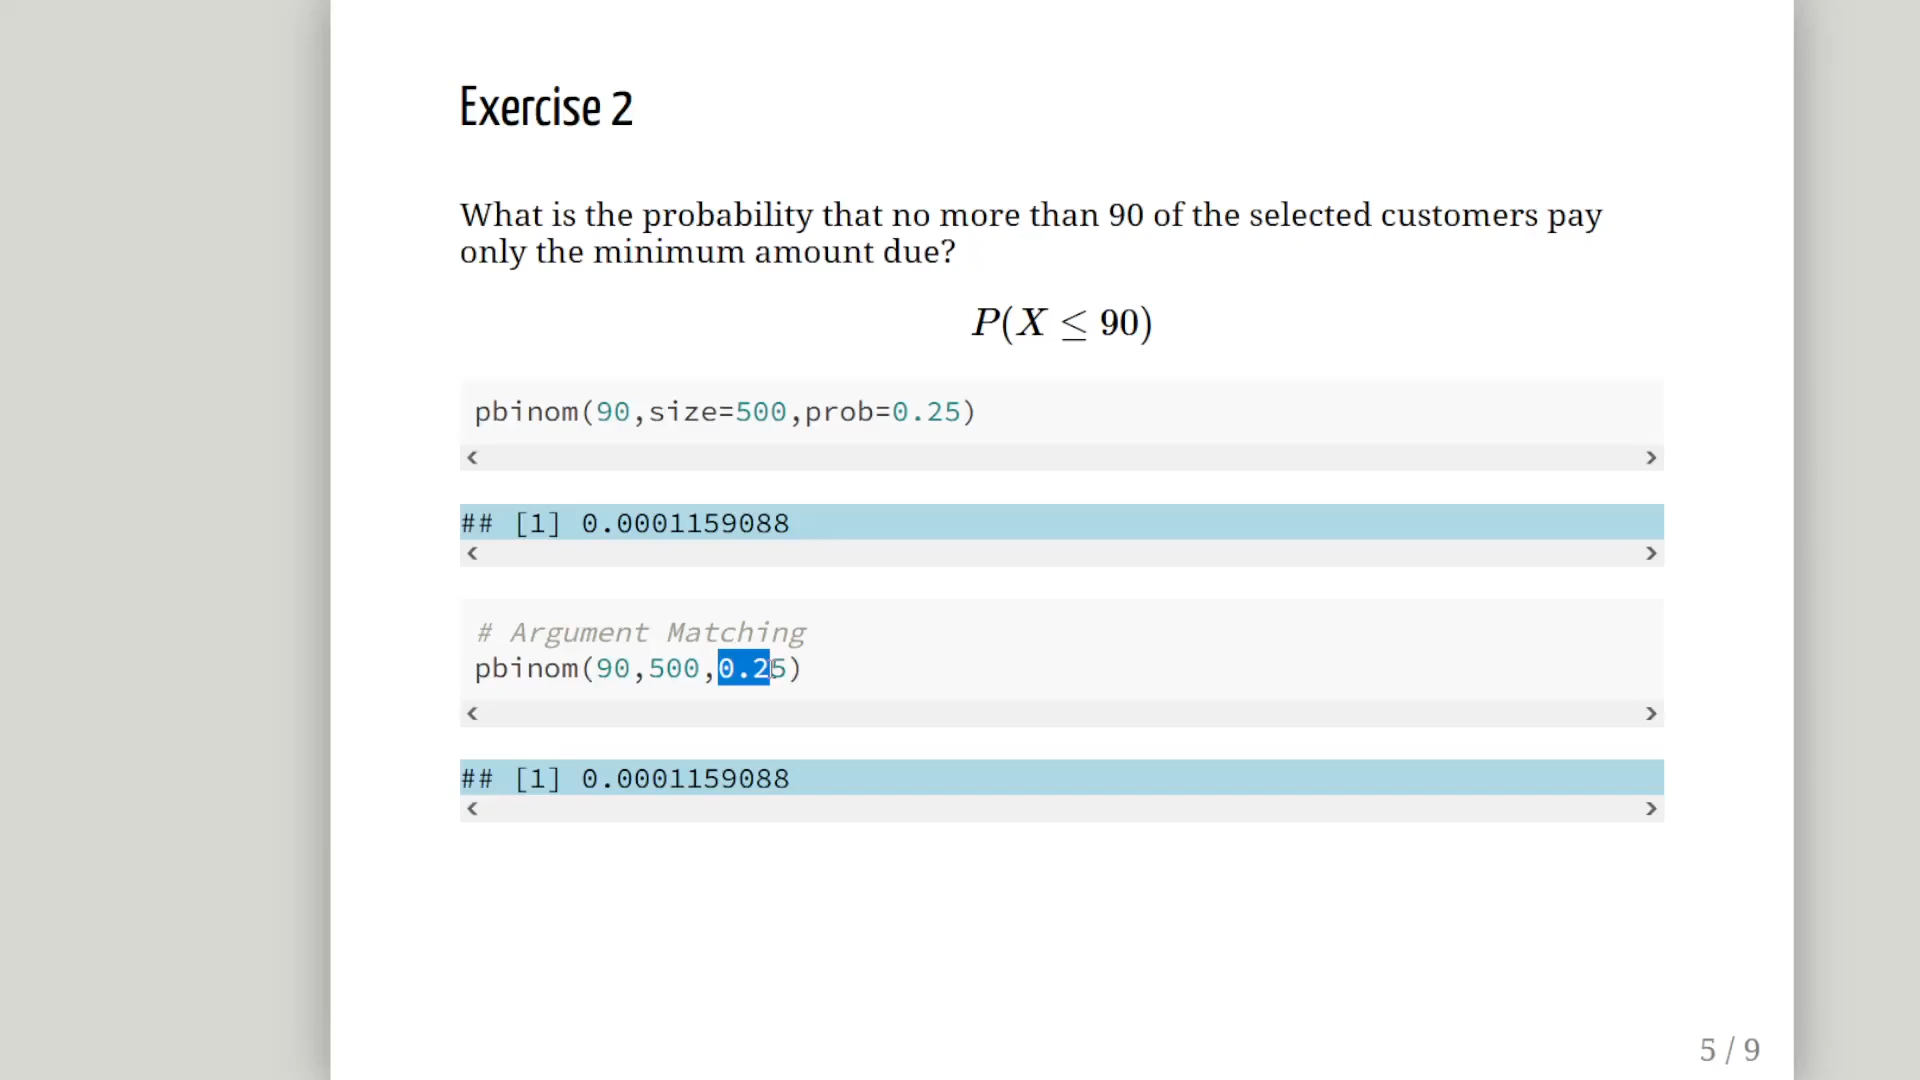 Exercise 2
What is the probability that no more than 90 of the selected customers pay
only the minimum amount due?
P(X ≤ 90)
pbinom(90,size=500,prob=0.25)
## [1] 0.0001159088
# Argument Matching
pbinom(90,500,0.25)
## [1] 0.0001159088
5 / 9